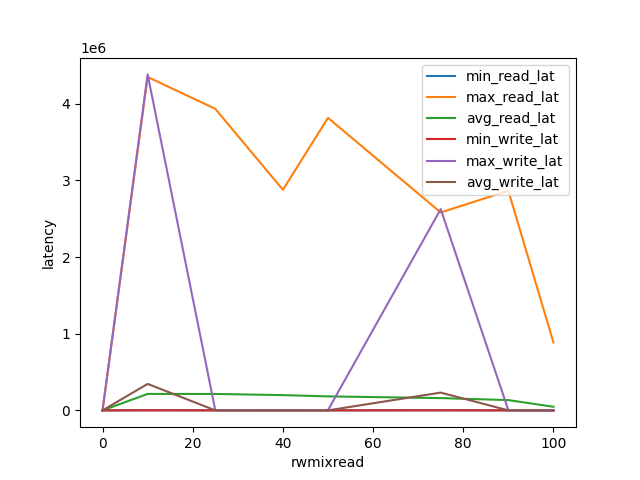 1e6
4
3
2
1
0
latency
min_read_lat
max_read_lat
avg_read_lat
min_write_lat
max_write_lat
avg_write_lat
0 20 40 60 80 100
rwmixread